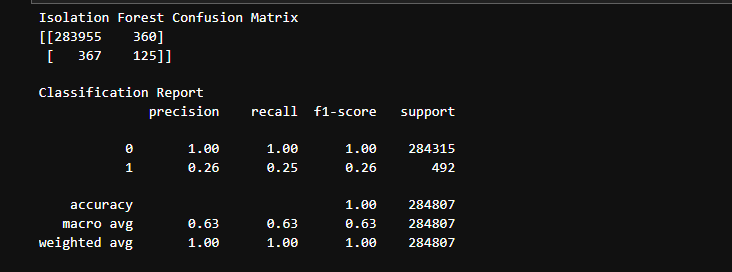 Isolation Forest Confusion Matrix
[[283955    360]
 [   367    125]]
Classification Report
              precision    recall  f1-score   support
           0       1.00      1.00      1.00    284315
           1       0.26      0.25      0.26       492
    accuracy                           1.00    284807
   macro avg       0.63      0.63      0.63    284807
weighted avg       1.00      1.00      1.00    284807